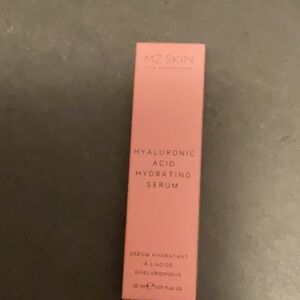 MZ SKIN
HYALURONIC
ACID
HYDRATING
SERUM
SÉRUM HYDRATANT
À L'ACIDE
HYALURONIQUE